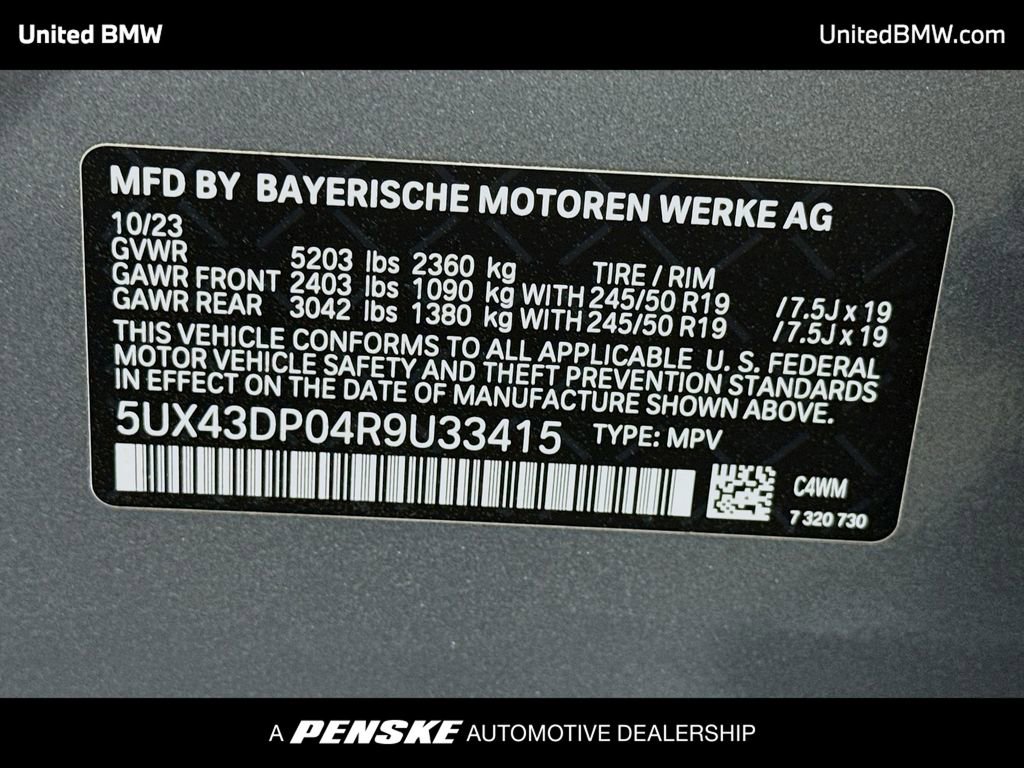 United BMW
UnitedBMW.com
MFD BY BAYERISCHE MOTOREN WERKE AG
10/23
GVWR 5203 lbs 2360 kg TIRE / RIM
GAWR FRONT 2403 lbs 1090 kg WITH 245/50 R19 / 7.5J x 19
GAWR REAR 3042 lbs 1380 kg WITH 245/50 R19 / 7.5J x 19
THIS VEHICLE CONFORMS TO ALL APPLICABLE U. S. FEDERAL
MOTOR VEHICLE SAFETY AND THEFT PREVENTION STANDARDS
IN EFFECT ON THE DATE OF MANUFACTURE SHOWN ABOVE.
5UX43DP04R9U33415 TYPE: MPV
C4WM
7 320 730
A PENSKE AUTOMOTIVE DEALERSHIP